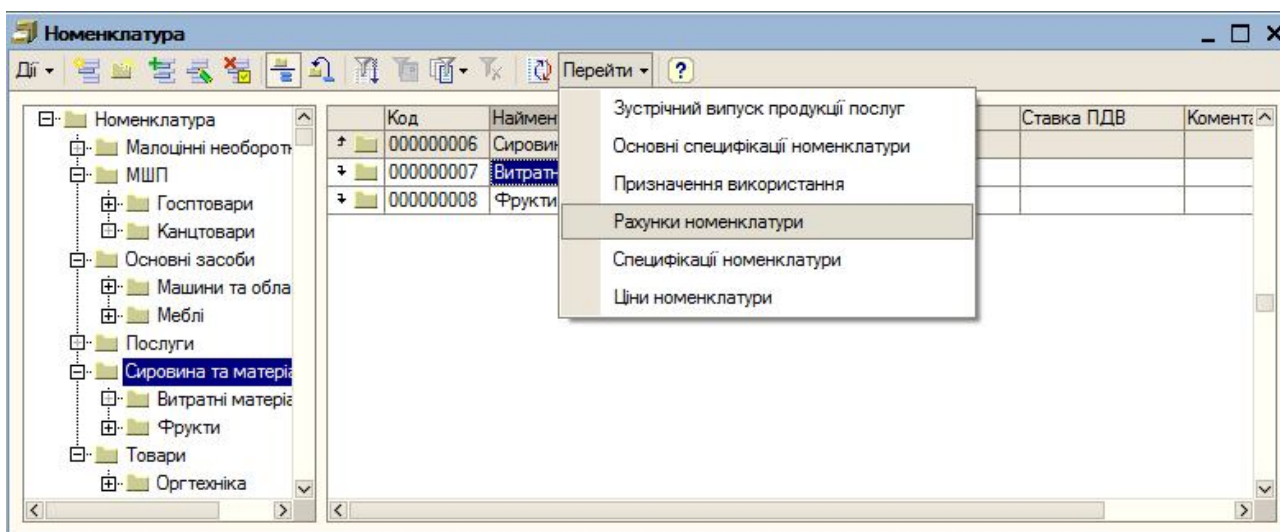 Номенклатура
Дії
Перейти
?
Номенклатура
Малоцінні необоротн
МШП
Госптовари
Канцтовари
Основні засоби
Машини та обла
Меблі
Послуги
Сировина та матеріа
Витратні матеріа
Фрукти
Товари
Оргтехніка
Код Наймен Ставка ПДВ Комента
000000006 Сировин
000000007 Витратн
000000008 Фрукти
Зустрічний випуск продукції послуг
Основні специфікації номенклатури
Призначення використання
Рахунки номенклатури
Специфікації номенклатури
Ціни номенклатури